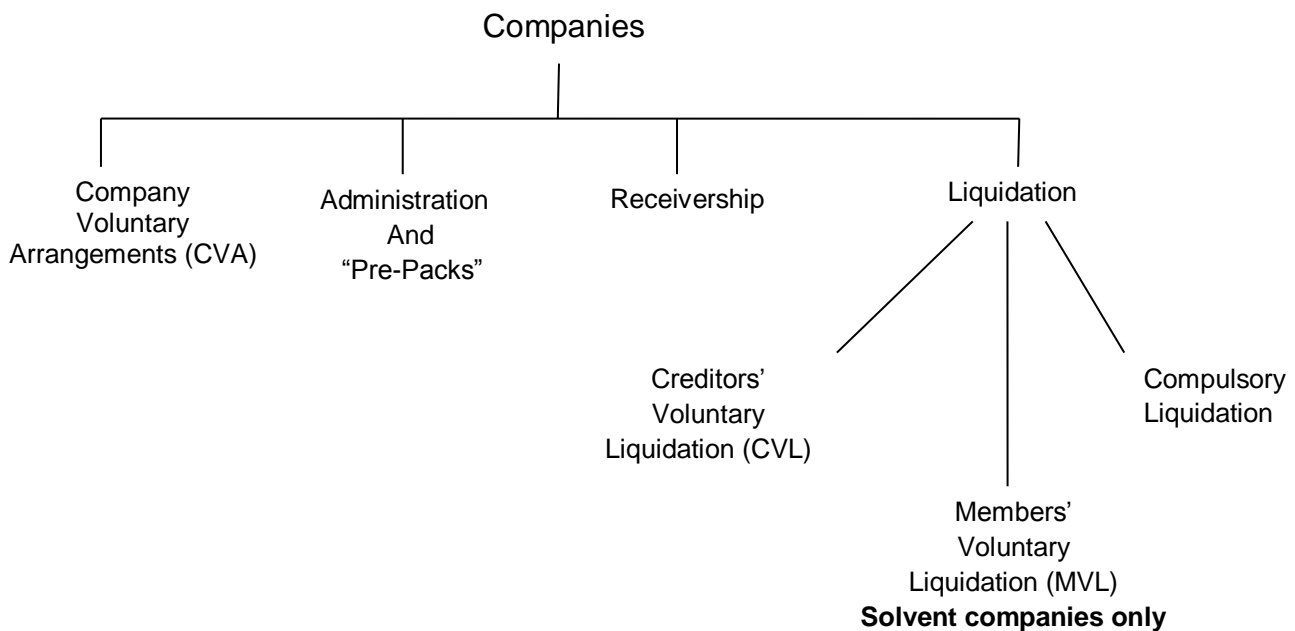 Companies
Company
Voluntary
Arrangements (CVA)
Administration
And
“Pre-Packs”
Receivership
Liquidation
Creditors’
Voluntary
Liquidation (CVL)
Members’
Voluntary
Liquidation (MVL)
Solvent companies only
Compulsory
Liquidation